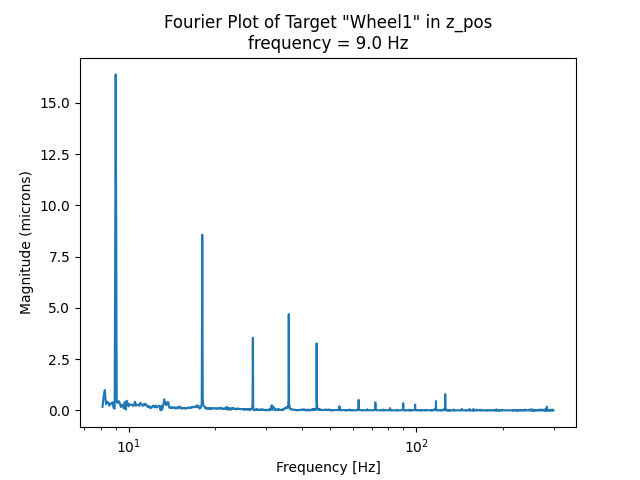 Fourier Plot of Target "Wheel1" in z_pos
frequency = 9.0 Hz
Magnitude (microns)
15.0
12.5
10.0
7.5
5.0
2.5
0.0
10¹
10²
Frequency [Hz]